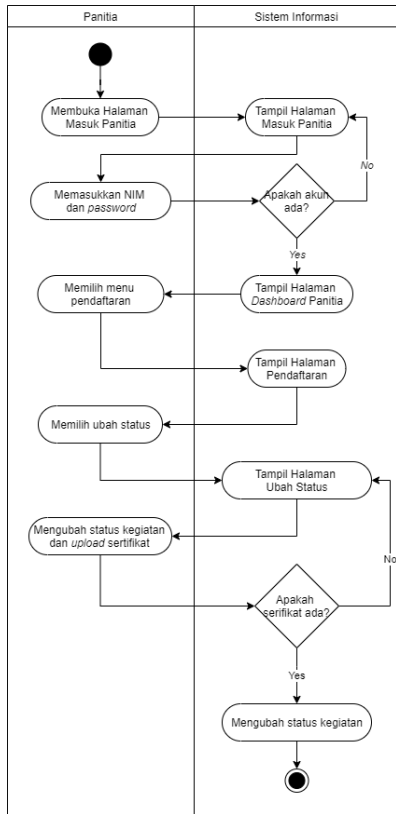 Panitia
Sistem Informasi
Membuka Halaman
Masuk Panitia
Tampil Halaman
Masuk Panitia
No
Memasukkan NIM
dan password
Apakah akun
ada?
Yes
Memilih menu
pendaftaran
Tampil Halaman
Dashboard Panitia
Tampil Halaman
Pendaftaran
Memilih ubah status
Tampil Halaman
Ubah Status
Mengubah status kegiatan
dan upload sertifikat
No
Apakah
serifikat ada?
Yes
Mengubah status kegiatan